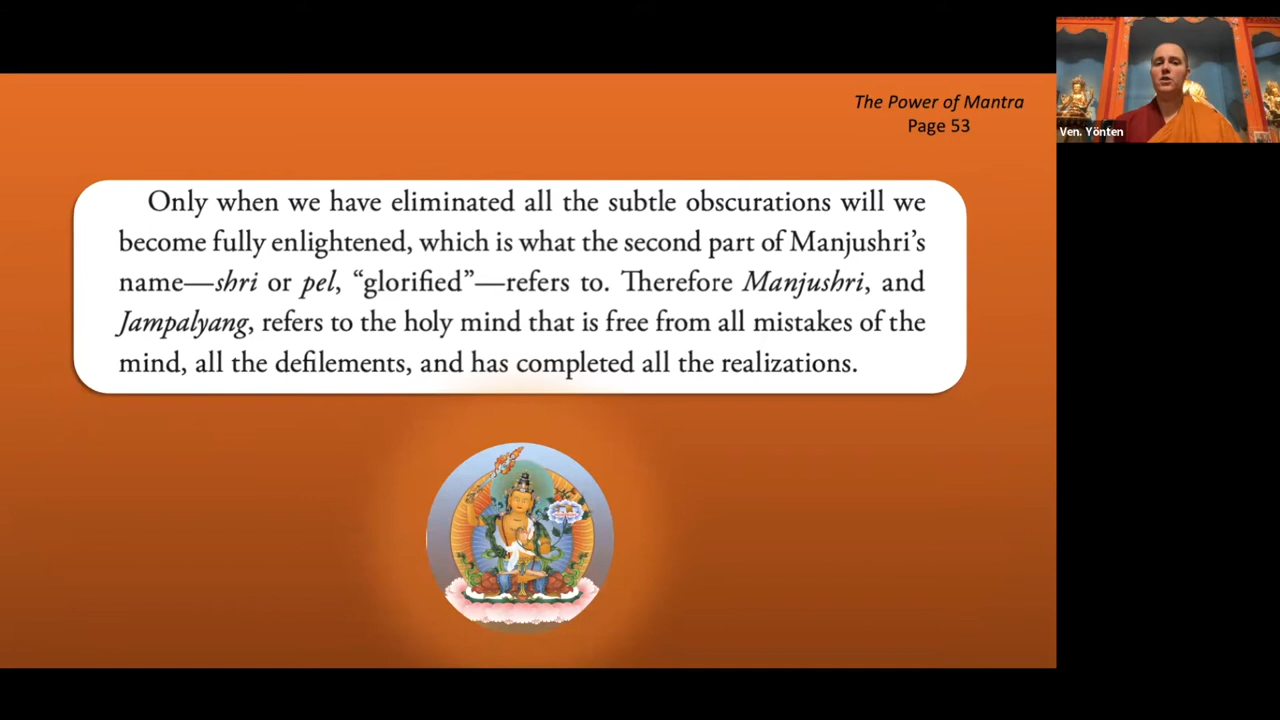 The Power of Mantra
Page 53
Ven. Yönten
Only when we have eliminated all the subtle obscurations will we
become fully enlightened, which is what the second part of Manjushri’s
name—shri or pel, “glorified”—refers to. Therefore Manjushri, and
Jampalyang, refers to the holy mind that is free from all mistakes of the
mind, all the defilements, and has completed all the realizations.